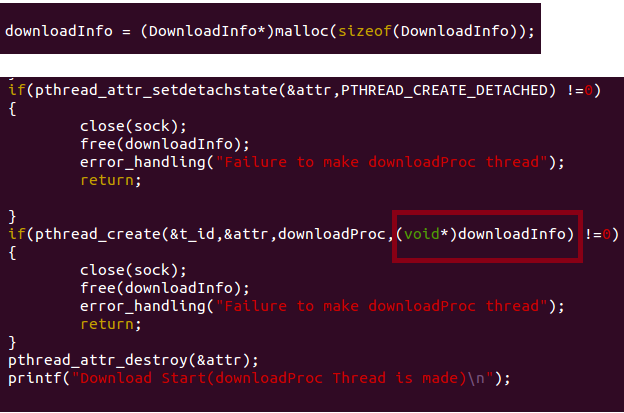 downloadInfo = (DownloadInfo*)malloc(sizeof(DownloadInfo));
if(pthread_attr_setdetachstate(&attr,PTHREAD_CREATE_DETACHED) !=0)
{
close(sock);
free(downloadInfo);
error_handling("Failure to make downloadProc thread");
return;
}
if(pthread_create(&t_id,&attr,downloadProc,(void*)downloadInfo) !=0)
{
close(sock);
free(downloadInfo);
error_handling("Failure to make downloadProc thread");
return;
}
pthread_attr_destroy(&attr);
printf("Download Start(downloadProc Thread is made)\n");